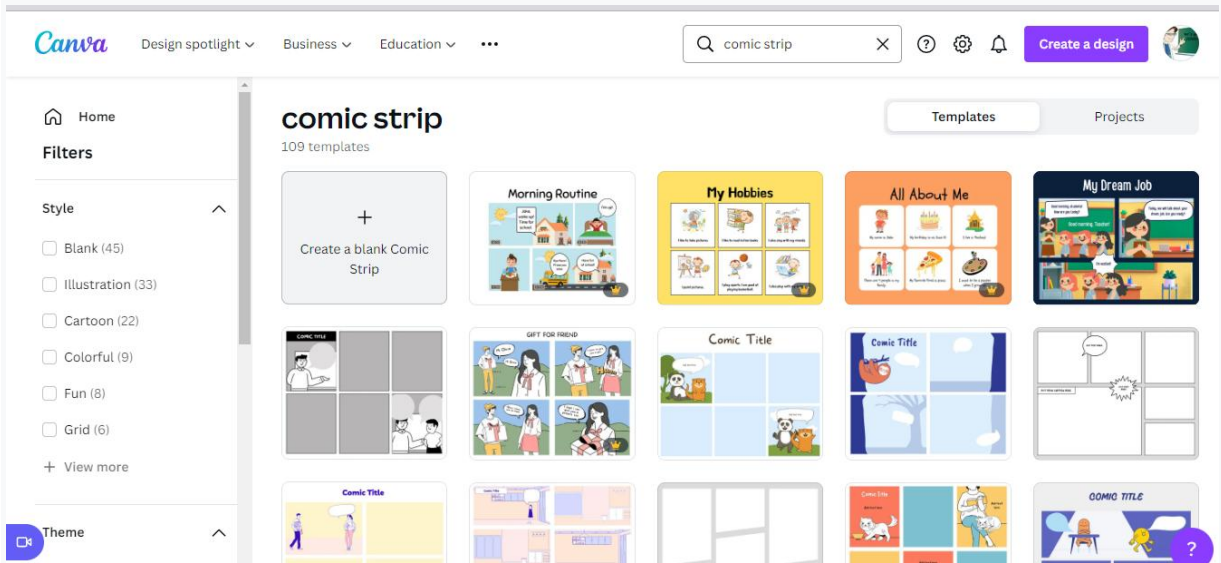 Canva
Design spotlight
Business
Education
comic strip
Create a design
Home
Filters
Style
Blank (45)
Illustration (33)
Cartoon (22)
Colorful (9)
Fun (8)
Grid (6)
+ View more
Theme
comic strip
109 templates
Templates
Projects
+
Create a blank Comic
Strip
Morning Routine
My Hobbies
All About Me
My Dream Job
COMIC TITLE
GIFT FOR FRIEND
Comic Title
Comic Title
Comic Title
Comic Title
COMIC TITLE
?